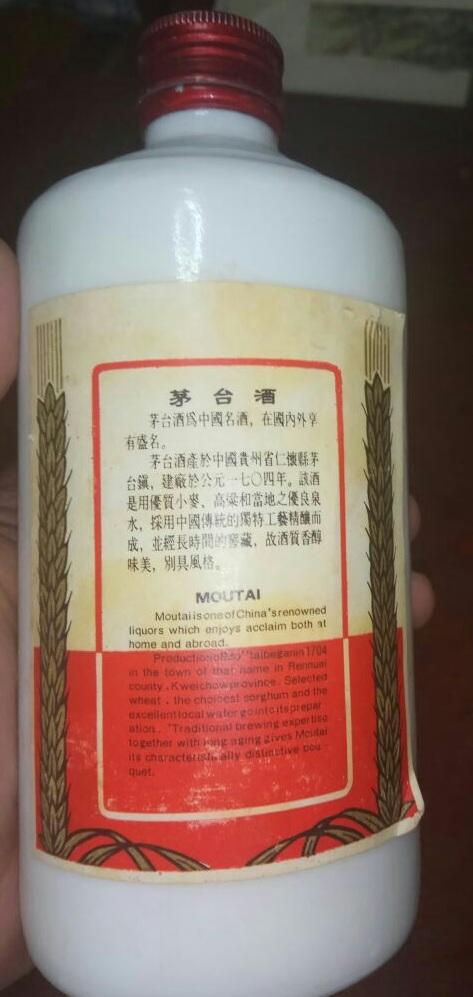 茅台酒
茅台酒爲中國名酒，在國內外享
有盛名。
茅台酒產於中國貴州省仁懷縣茅
台鎭，建廠於公元一七〇四年。該酒
是用優質小麥、高粱和當地之優良泉
水，採用中國傳統的獨特工藝精釀而
成，並經長時間的窖藏，故酒質香醇
味美，別具風格。
MOUTAI
Moutai is one of China's renowned
liquors which enjoys acclaim both at
home and abroad.
Production of began in 1704
in the town of that name in Renhuai
county, Kweichow province. Selected
wheat, the choicest sorghum and the
excellent local water go into its prepar
ation. Traditional brewing expertise
together with long aging gives Moutai
its characteristically distinctive bou
quet.